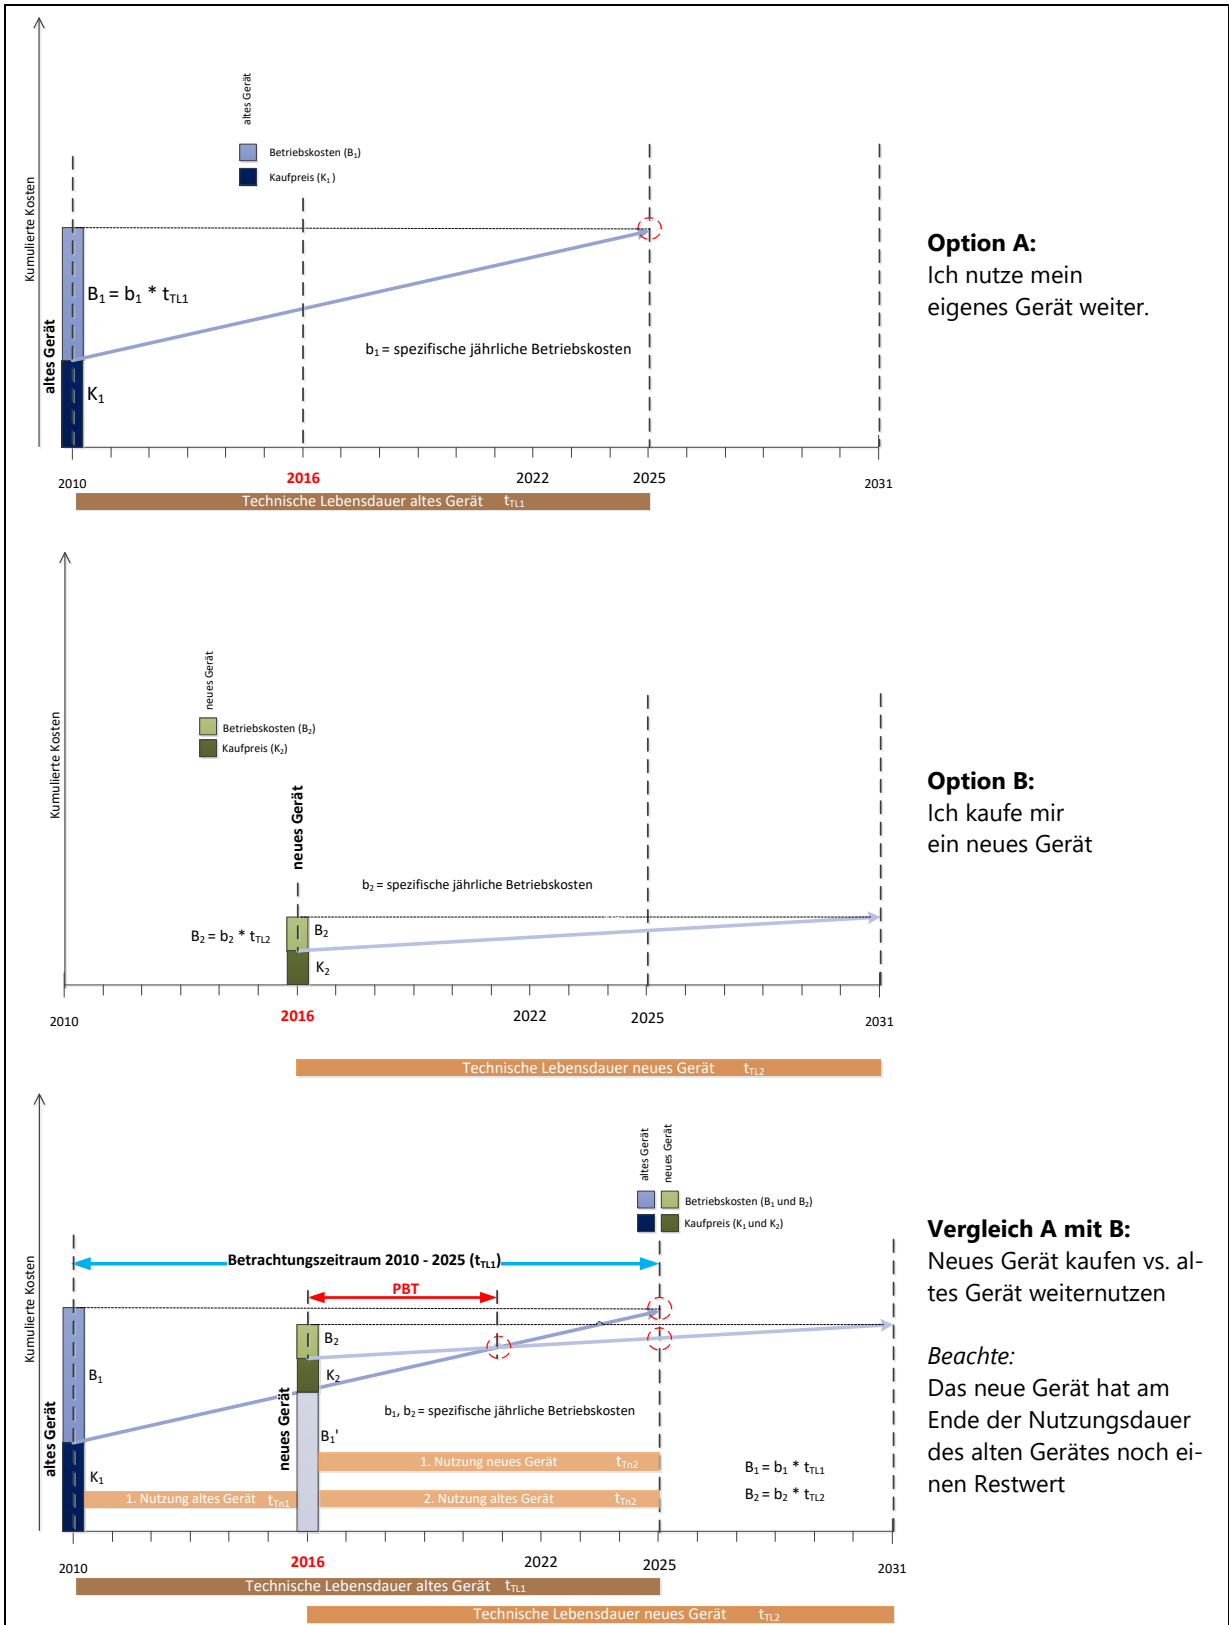 Kumulierte Kosten
altes Gerät
Betriebskosten (B₁)
Kaufpreis (K₁)
altes Gerät
B₁ = b₁ * tTL1
K₁
b₁ = spezifische jährliche Betriebskosten
2010
2016
2022
2025
2031
Technische Lebensdauer altes Gerät tTL1
Option A:
Ich nutze mein
eigenes Gerät weiter.
Kumulierte Kosten
neues Gerät
Betriebskosten (B₂)
Kaufpreis (K₂)
neues Gerät
b₂ = spezifische jährliche Betriebskosten
B₂ = b₂ * tTL2
B₂
K₂
2010
2016
2022
2025
2031
Technische Lebensdauer neues Gerät tTL2
Option B:
Ich kaufe mir
ein neues Gerät
Kumulierte Kosten
altes Gerät
neues Gerät
Betriebskosten (B₁ und B₂)
Kaufpreis (K₁ und K₂)
Betrachtungszeitraum 2010 - 2025 (tTL1)
PBT
altes Gerät
B₁
K₁
neues Gerät
B₂
K₂
B₁'
b₁, b₂ = spezifische jährliche Betriebskosten
1. Nutzung neues Gerät tTn2
1. Nutzung altes Gerät tTn1
2. Nutzung altes Gerät tTn2
B₁ = b₁ * tTL1
B₂ = b₂ * tTL2
2010
2016
2022
2025
2031
Technische Lebensdauer altes Gerät tTL1
Technische Lebensdauer neues Gerät tTL2
Vergleich A mit B:
Neues Gerät kaufen vs. al-
tes Gerät weiternutzen
Beachte:
Das neue Gerät hat am
Ende der Nutzungsdauer
des alten Gerätes noch ei-
nen Restwert